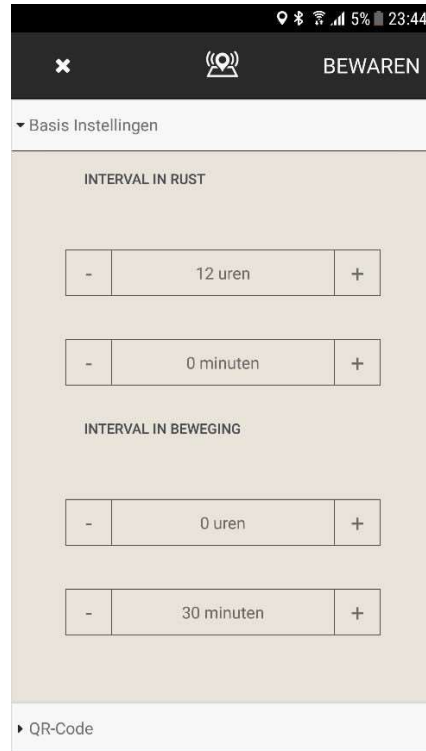 5% 23:44
BEWAREN
Basis Instellingen
INTERVAL IN RUST
- 12 uren +
- 0 minuten +
INTERVAL IN BEWEGING
- 0 uren +
- 30 minuten +
QR-Code